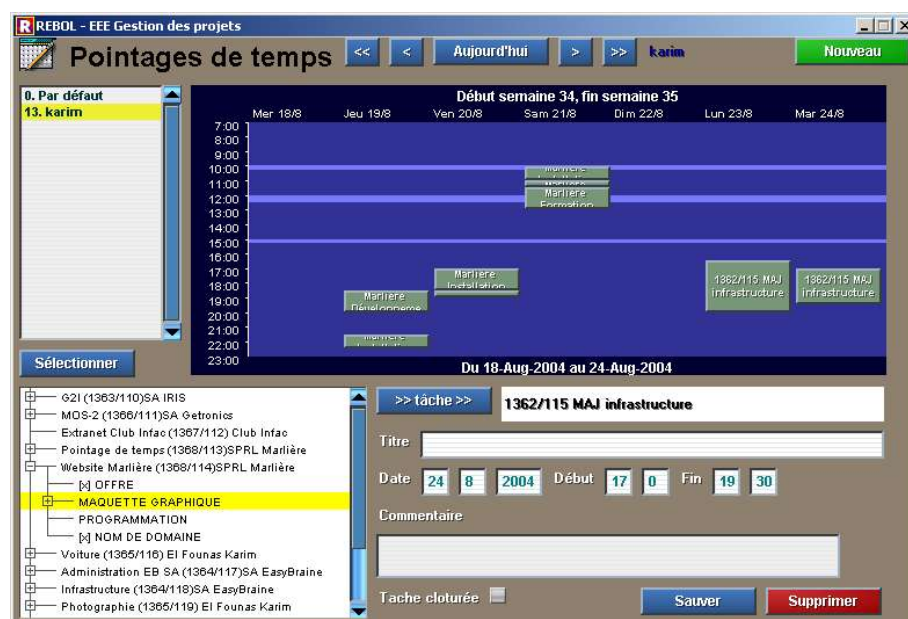 REBOL - EEE Gestion des projets
Pointages de temps << < Aujourd'hui > >> karim Nouveau
0. Par défaut
13. karim
Début semaine 34, fin semaine 35
Mer 18/8 Jeu 19/8 Ven 20/8 Sam 21/8 Dim 22/8 Lun 23/8 Mar 24/8
7:00
8:00
9:00
10:00
11:00
12:00
13:00
14:00
15:00
16:00
17:00
18:00
19:00
20:00
21:00
22:00
23:00
Marlière
Marlière
Formation
Marlière
Installation
Marlière
Développeme
1362/115 MAJ
infrastructure
1362/115 MAJ
infrastructure
Du 18-Aug-2004 au 24-Aug-2004
Sélectionner
G2I (1363/110)SA IRIS
MOS-2 (1366/111)SA Getronics
Extranet Club Infac (1367/112) Club Infac
Pointage de temps (1368/113)SPRL Marlière
Website Marlière (1368/114)SPRL Marlière
[x] OFFRE
MAQUETTE GRAPHIQUE
PROGRAMMATION
[x] NOM DE DOMAINE
Voiture (1365/116) El Founas Karim
Administration EB SA (1364/117)SA EasyBraine
Infrastructure (1364/118)SA EasyBraine
Photographie (1365/119) El Founas Karim
>> tâche >> 1362/115 MAJ infrastructure
Titre
Date 24 8 2004 Début 17 0 Fin 19 30
Commentaire
Tache cloturée
Sauver Supprimer